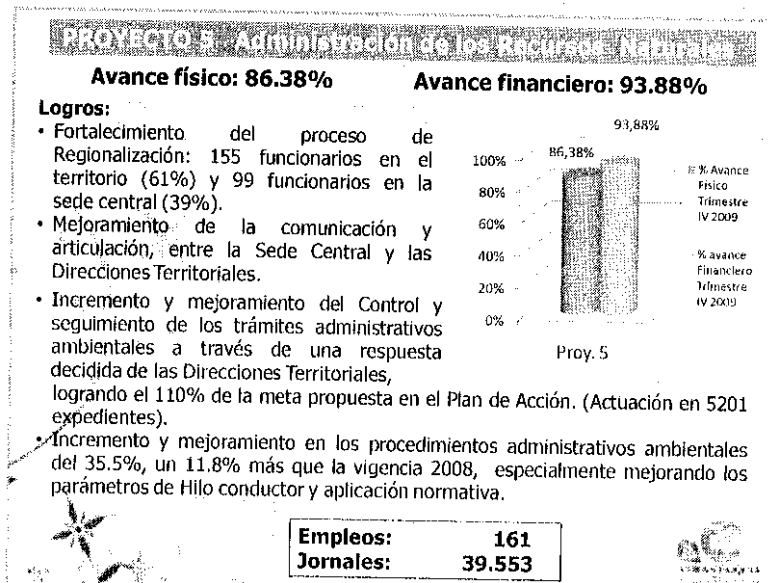 PROYECTO 5. Administración de los Recursos Naturales
Avance físico: 86.38%
Avance financiero: 93.88%
Logros:
• Fortalecimiento del proceso de
Regionalización: 155 funcionarios en el
territorio (61%) y 99 funcionarios en la
sede central (39%).
• Mejoramiento de la comunicación y
articulación, entre la Sede Central y las
Direcciones Territoriales.
• Incremento y mejoramiento del Control y
seguimiento de los trámites administrativos
ambientales a través de una respuesta
decidida de las Direcciones Territoriales,
logrando el 110% de la meta propuesta en el Plan de Acción. (Actuación en 5201
expedientes).
• Incremento y mejoramiento en los procedimientos administrativos ambientales
del 35.5%, un 11.8% más que la vigencia 2008, especialmente mejorando los
parámetros de Hilo conductor y aplicación normativa.
93,88%
86,38%
100%
80%
60%
40%
20%
0%
Proy. 5
% Avance
Fisico
Trimestre
IV 2009
% avance
Financiero
Trimestre
IV 2009
Empleos: 161
Jornales: 39.553